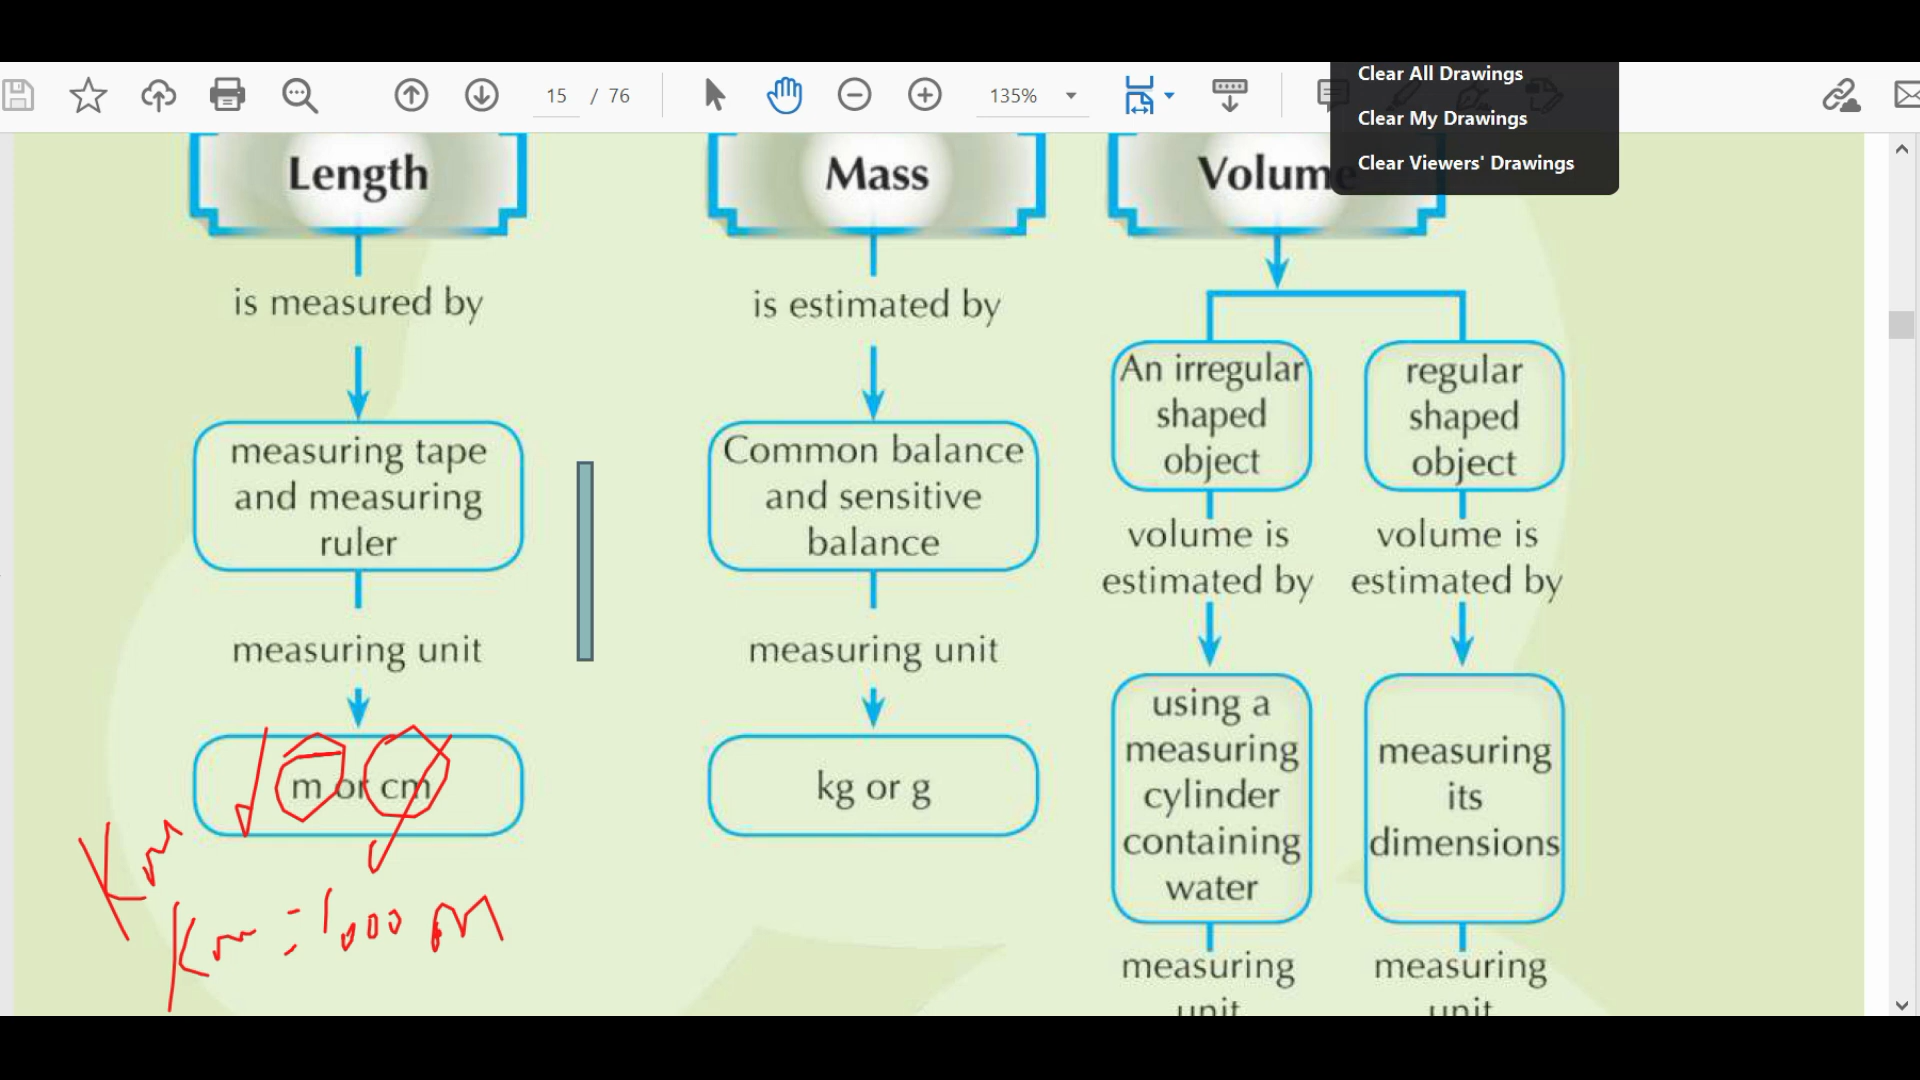 15 / 76
135%
Clear All Drawings
Clear My Drawings
Clear Viewers' Drawings
Length
is measured by
measuring tape
and measuring
ruler
measuring unit
m or cm
Km
Km = 1000 M
Mass
is estimated by
Common balance
and sensitive
balance
measuring unit
kg or g
Volume
An irregular
shaped
object
volume is
estimated by
using a
measuring
cylinder
containing
water
measuring
unit
regular
shaped
object
volume is
estimated by
measuring
its
dimensions
measuring
unit